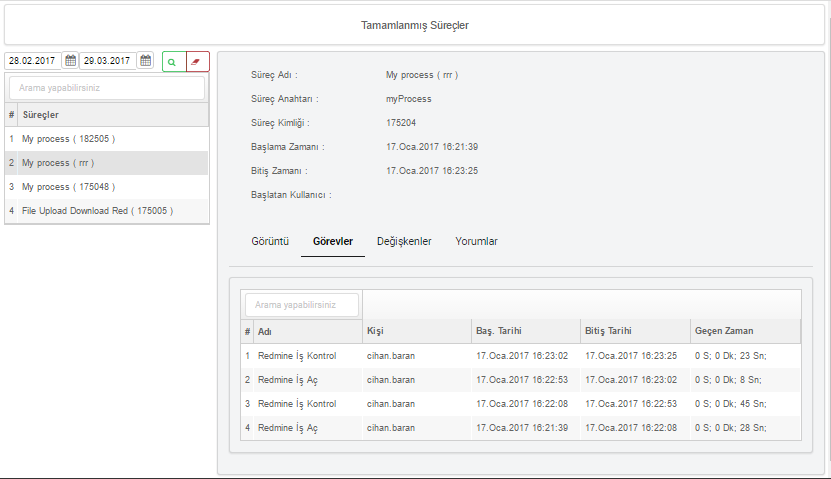 Tamamlanmış Süreçler
28.02.2017 29.03.2017
Arama yapabilirsiniz
# Süreçler
1 My process ( 182505 )
2 My process ( rrr )
3 My process ( 175048 )
4 File Upload Download Red ( 175005 )
Süreç Adı : My process ( rrr )
Süreç Anahtarı : myProcess
Süreç Kimliği : 175204
Başlama Zamanı : 17.Oca.2017 16:21:39
Bitiş Zamanı : 17.Oca.2017 16:23:25
Başlatan Kullanıcı :
Görüntü Görevler Değişkenler Yorumlar
Arama yapabilirsiniz
# Adı Kişi Baş. Tarihi Bitiş Tarihi Geçen Zaman
1 Redmine İş Kontrol cihan.baran 17.Oca.2017 16:23:02 17.Oca.2017 16:23:25 0 S; 0 Dk; 23 Sn;
2 Redmine İş Aç cihan.baran 17.Oca.2017 16:22:53 17.Oca.2017 16:23:02 0 S; 0 Dk; 8 Sn;
3 Redmine İş Kontrol cihan.baran 17.Oca.2017 16:22:08 17.Oca.2017 16:22:53 0 S; 0 Dk; 45 Sn;
4 Redmine İş Aç cihan.baran 17.Oca.2017 16:21:39 17.Oca.2017 16:22:08 0 S; 0 Dk; 28 Sn;